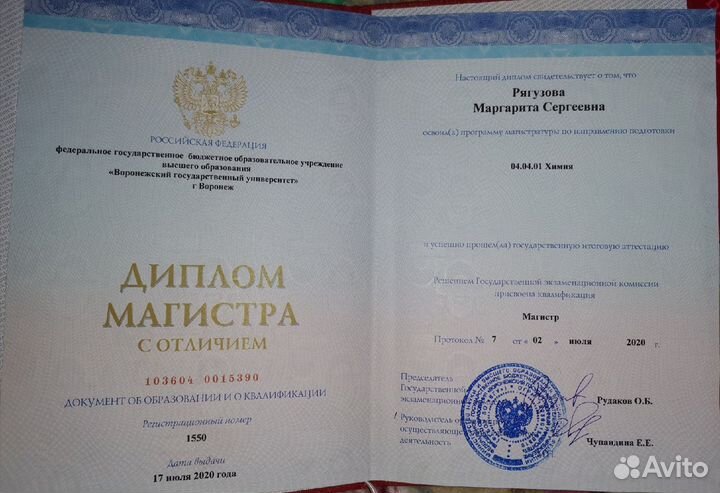 РОССИЙСКАЯ ФЕДЕРАЦИЯ
федеральное государственное бюджетное образовательное учреждение
высшего образования
«Воронежский государственный университет»
г Воронеж
ДИПЛОМ
МАГИСТРА
С ОТЛИЧИЕМ
103604 0015390
ДОКУМЕНТ ОБ ОБРАЗОВАНИИ И О КВАЛИФИКАЦИИ
Регистрационный номер
1550
Дата выдачи
17 июля 2020 года
Настоящий диплом свидетельствует о том, что
Рягузова
Маргарита Сергеевна
освоил(а) программу магистратуры по направлению подготовки
04.04.01 Химия
и успешно прошел(ла) государственную итоговую аттестацию
Решением Государственной экзаменационной комиссии
присвоена квалификация
Магистр
Протокол № 7 от « 02 » июля 2020 г.
Председатель
Государственной
экзаменационной
Рудаков О.Б.
Руководитель
осуществляющей
деятельность
Чупандина Е.Е.
Avito